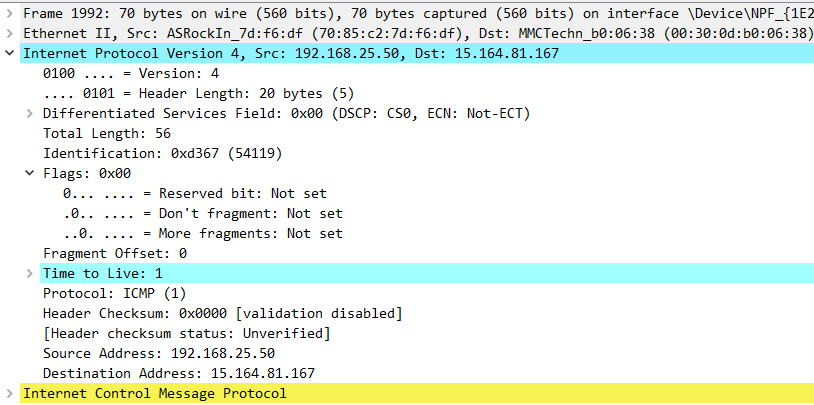 Frame 1992: 70 bytes on wire (560 bits), 70 bytes captured (560 bits) on interface \Device\NPF_{1E2
Ethernet II, Src: ASRockIn_7d:f6:df (70:85:c2:7d:f6:df), Dst: MMCTechn_b0:06:38 (00:30:0d:b0:06:38)
Internet Protocol Version 4, Src: 192.168.25.50, Dst: 15.164.81.167
0100 .... = Version: 4
.... 0101 = Header Length: 20 bytes (5)
Differentiated Services Field: 0x00 (DSCP: CS0, ECN: Not-ECT)
Total Length: 56
Identification: 0xd367 (54119)
Flags: 0x00
0... .... = Reserved bit: Not set
.0.. .... = Don't fragment: Not set
..0. .... = More fragments: Not set
Fragment Offset: 0
Time to Live: 1
Protocol: ICMP (1)
Header Checksum: 0x0000 [validation disabled]
[Header checksum status: Unverified]
Source Address: 192.168.25.50
Destination Address: 15.164.81.167
Internet Control Message Protocol